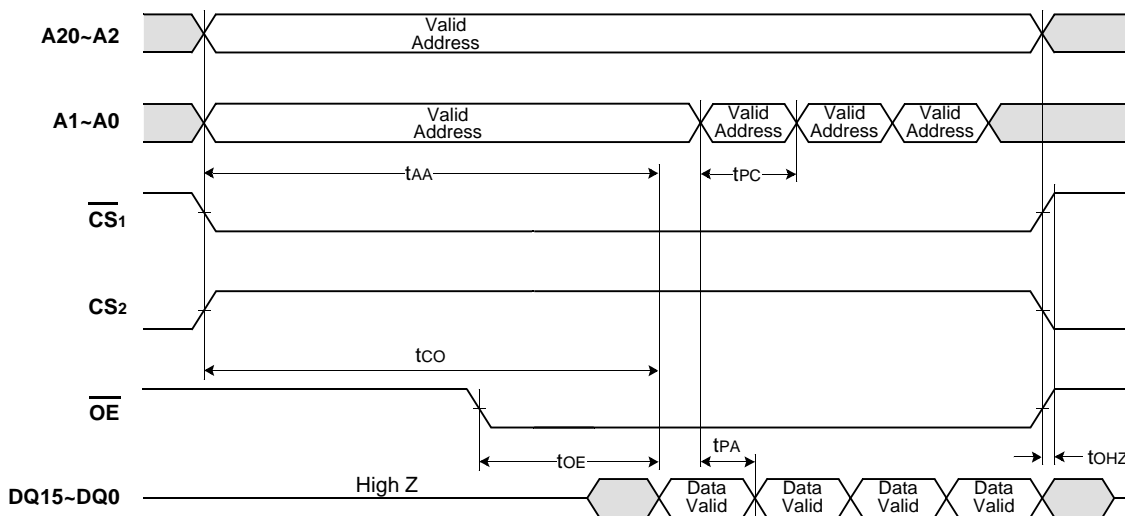 A20~A2
Valid
Address
A1~A0
Valid
Address
Valid
Address
Valid
Address
Valid
Address
tAA
tPC
CS1
CS2
tCO
OE
tOE
tPA
tOHZ
DQ15~DQ0
High Z
Data
Valid
Data
Valid
Data
Valid
Data
Valid